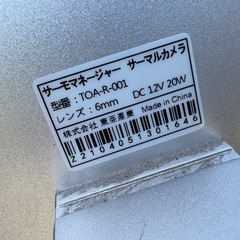 サーモマネージャー サーマルカメラ
型番: TOA-R-001 DC 12V 20W
レンズ: 6mm Made in China
株式会社 東亜産業
Z2104051301646